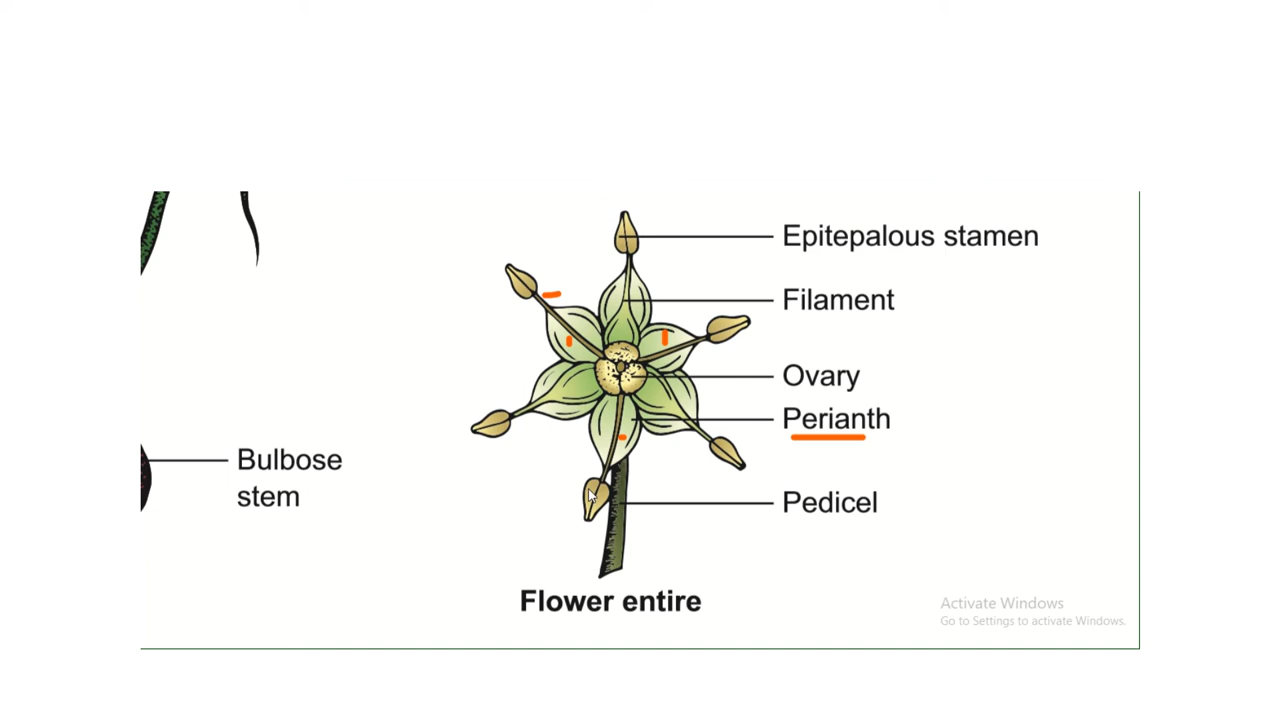 Epitepalous stamen
Filament
Ovary
Perianth
Bulbose
stem
Pedicel
Flower entire
Activate Windows
Go to Settings to activate Windows.